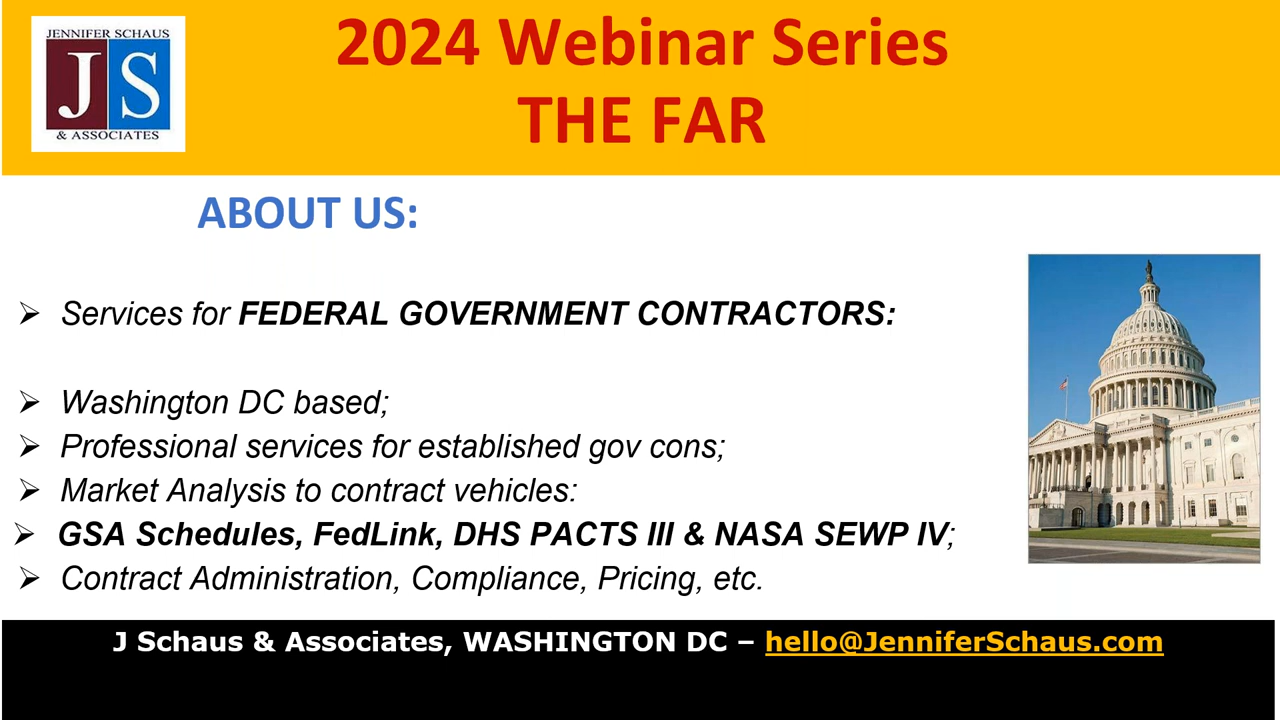 JENNIFER SCHAUS
JS
& ASSOCIATES
2024 Webinar Series
THE FAR
ABOUT US:
➢ Services for FEDERAL GOVERNMENT CONTRACTORS:
➢ Washington DC based;
➢ Professional services for established gov cons;
➢ Market Analysis to contract vehicles:
➢ GSA Schedules, FedLink, DHS PACTS III & NASA SEWP IV;
➢ Contract Administration, Compliance, Pricing, etc.
J Schaus & Associates, WASHINGTON DC – hello@JenniferSchaus.com